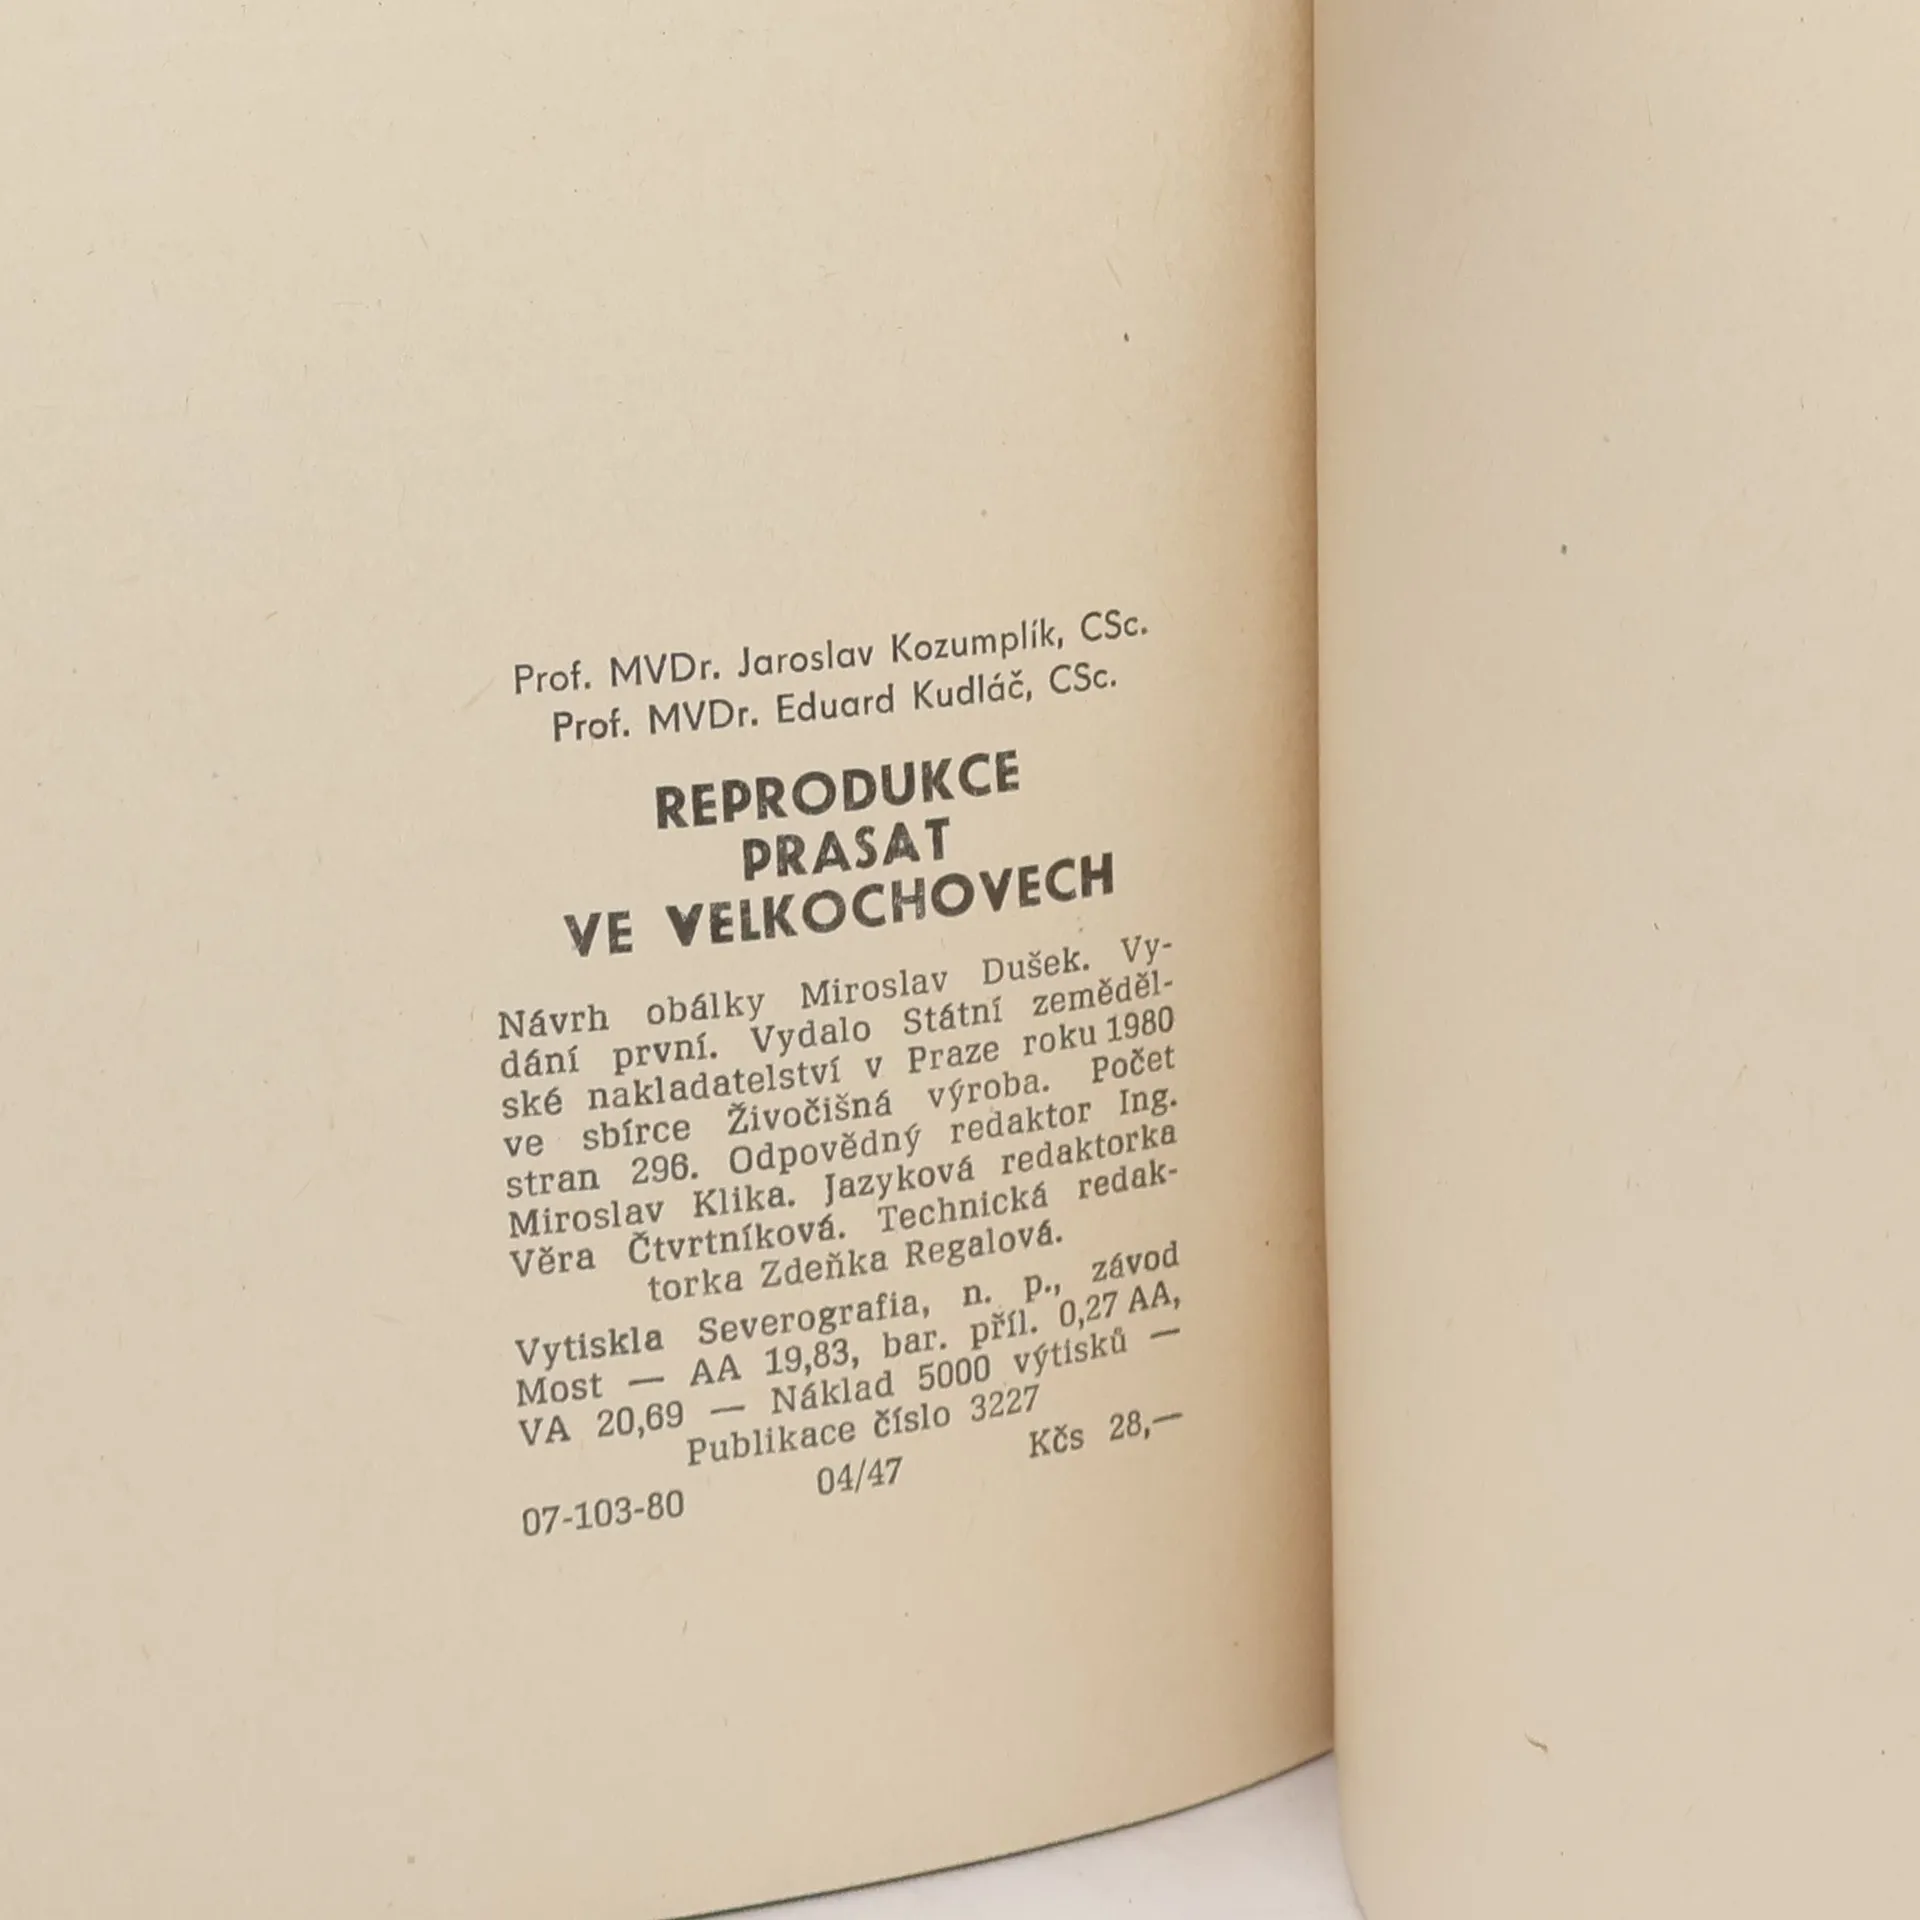 Prof. MVDr. Jaroslav Kozumplík, CSc.
Prof. MVDr. Eduard Kudláč, CSc.
REPRODUKCE
PRASAT
VE VELKOCHOVECH
Návrh obálky Miroslav Dušek. Vy-
dání první. Vydalo Státní zeměděl-
ské nakladatelství v Praze roku 1980
ve sbírce Živočišná výroba. Počet
stran 296. Odpovědný redaktor Ing.
Miroslav Klika. Jazyková redaktorka
Věra Čtvrtníková. Technická redak-
torka Zdeňka Regalová.
Vytiskla Severografia, n. p., závod
Most — AA 19,83, bar. příl. 0,27 AA,
VA 20,69 — Náklad 5000 výtisků —
Publikace číslo 3227
07-103-80 04/47 Kčs 28,—